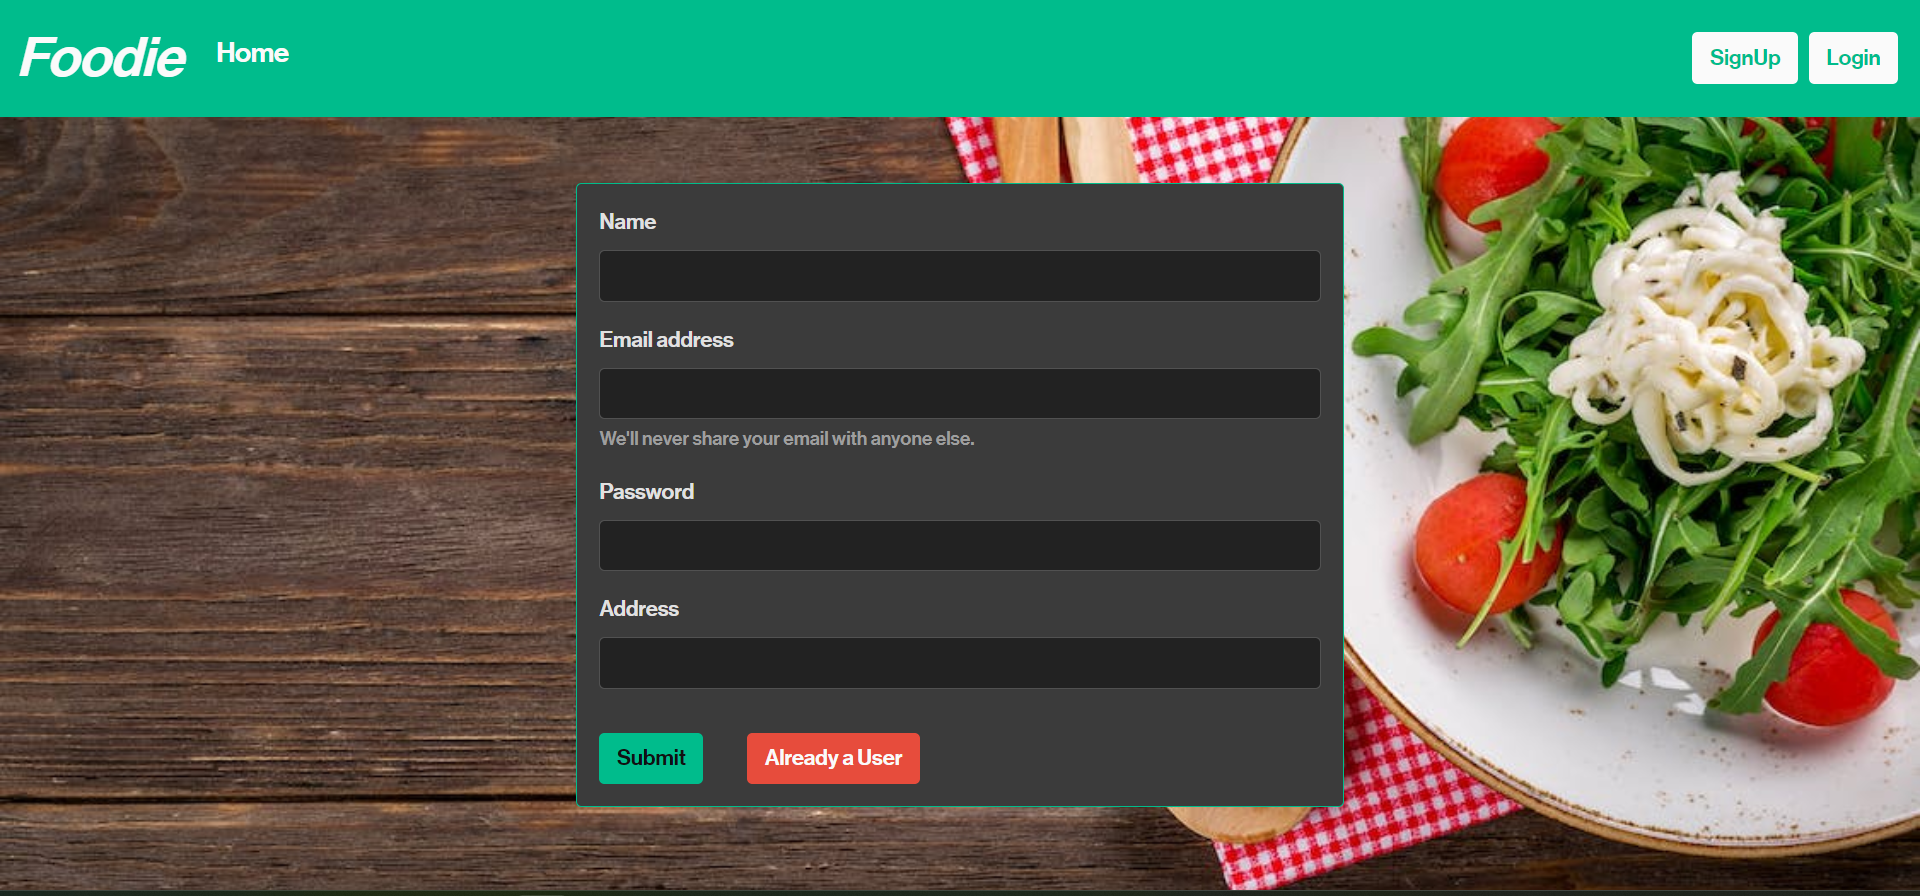 Foodie Home SignUp Login
Name
Email address
We'll never share your email with anyone else.
Password
Address
Submit Already a User